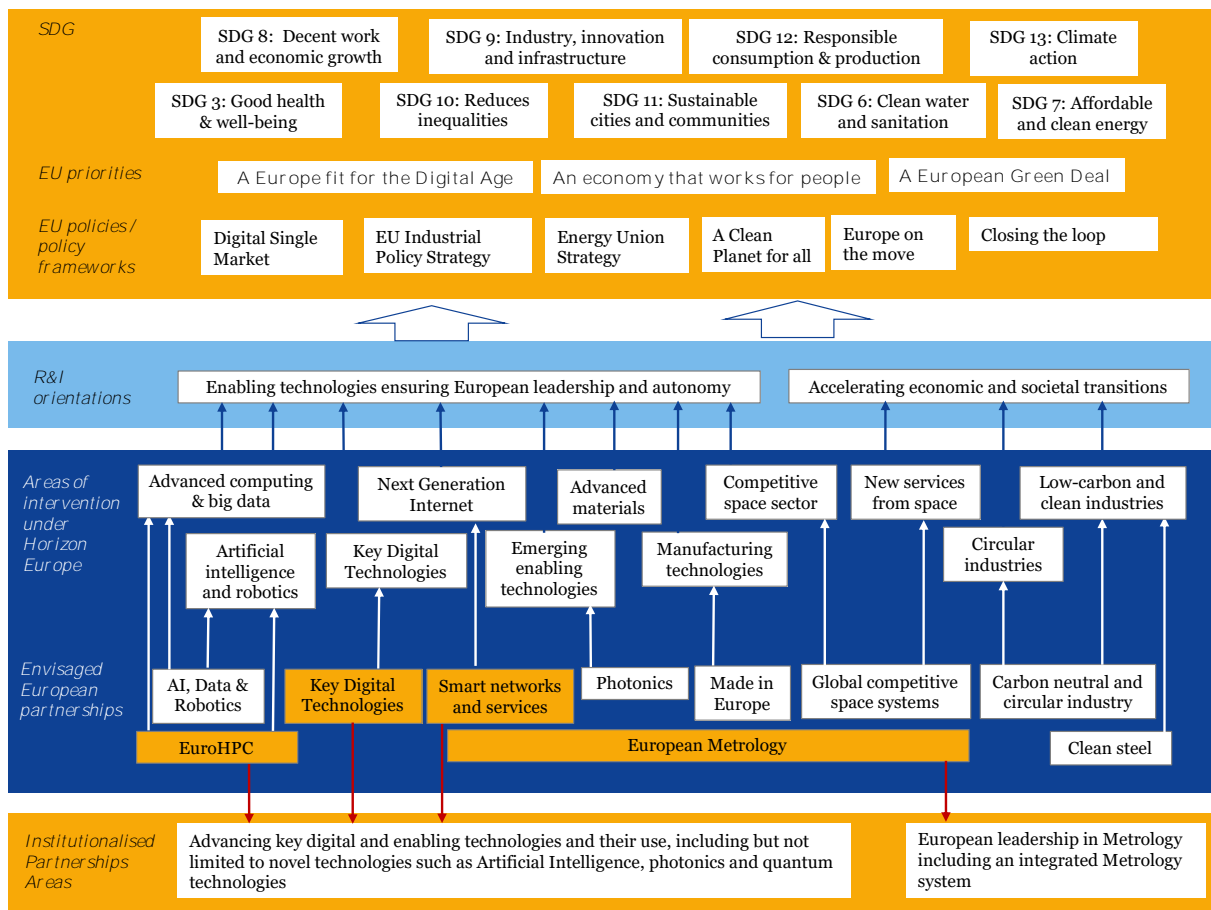 SDG
SDG 8: Decent work
and economic growth
SDG 9: Industry, innovation
and infrastructure
SDG 12: Responsible
consumption & production
SDG 13: Climate
action
SDG 3: Good health
& well-being
SDG 10: Reduces
inequalities
SDG 11: Sustainable
cities and communities
SDG 6: Clean water
and sanitation
SDG 7: Affordable
and clean energy
EU priorities
A Europe fit for the Digital Age
An economy that works for people
A European Green Deal
EU policies/
policy
frameworks
Digital Single
Market
EU Industrial
Policy Strategy
Energy Union
Strategy
A Clean
Planet for all
Europe on
the move
Closing the loop
R&I
orientations
Enabling technologies ensuring European leadership and autonomy
Accelerating economic and societal transitions
Areas of
intervention
under
Horizon
Europe
Advanced computing
& big data
Next Generation
Internet
Advanced
materials
Competitive
space sector
New services
from space
Low-carbon and
clean industries
Artificial
intelligence
and robotics
Key Digital
Technologies
Emerging
enabling
technologies
Manufacturing
technologies
Circular
industries
Envisaged
European
partnerships
AI, Data &
Robotics
Key Digital
Technologies
Smart networks
and services
Photonics
Made in
Europe
Global competitive
space systems
Carbon neutral and
circular industry
EuroHPC
European Metrology
Clean steel
Institutionalised
Partnerships
Areas
Advancing key digital and enabling technologies and their use, including but not
limited to novel technologies such as Artificial Intelligence, photonics and quantum
technologies
European leadership in Metrology
including an integrated Metrology
system